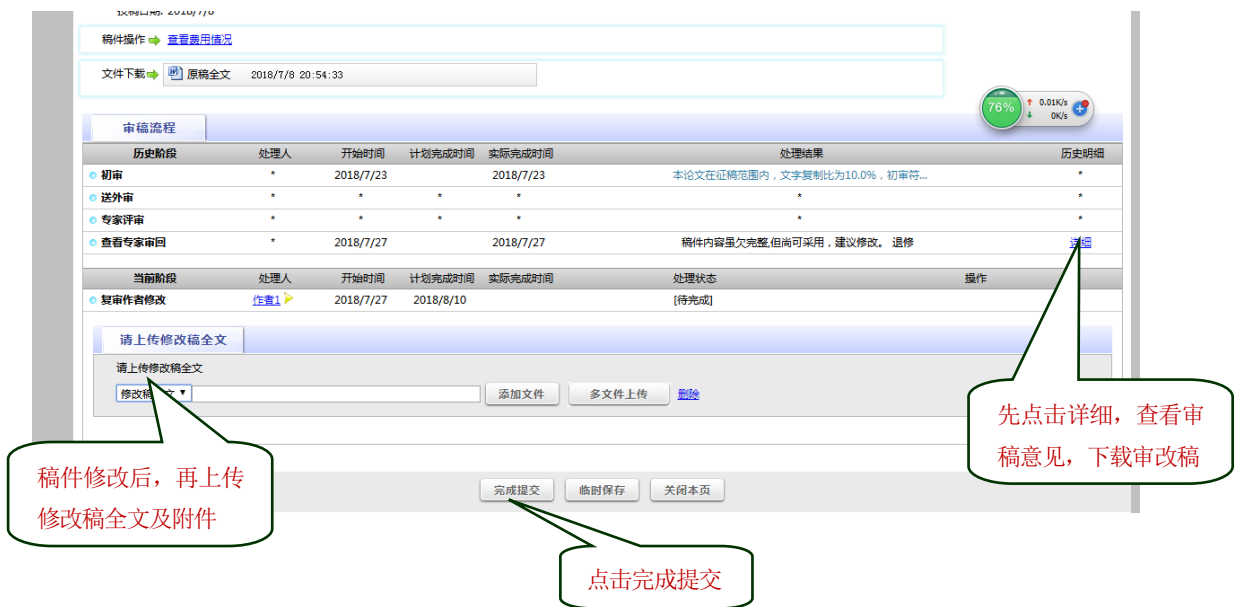 投稿日期: 2018/7/8
稿件操作 查看费用情况
文件下载 原稿全文 2018/7/8 20:54:33
76% 0.01K/s
0K/s
审稿流程
历史阶段 处理人 开始时间 计划完成时间 实际完成时间 处理结果 历史明细
初审 * 2018/7/23 2018/7/23 本论文在征稿范围内，文字复制比为10.0%，初审符... *
送外审 * * * * * *
专家评审 * * * * * *
查看专家审回 * 2018/7/27 2018/7/27 稿件内容虽欠完整,但尚可采用，建议修改。 退修 详细
当前阶段 处理人 开始时间 计划完成时间 实际完成时间 处理状态 操作
复审作者修改 作者1 2018/7/27 2018/8/10 [待完成]
请上传修改稿全文
请上传修改稿全文
修改稿全文 添加文件 多文件上传 删除
先点击详细，查看审
稿意见，下载审改稿
稿件修改后，再上传
修改稿全文及附件
完成提交 临时保存 关闭本页
点击完成提交